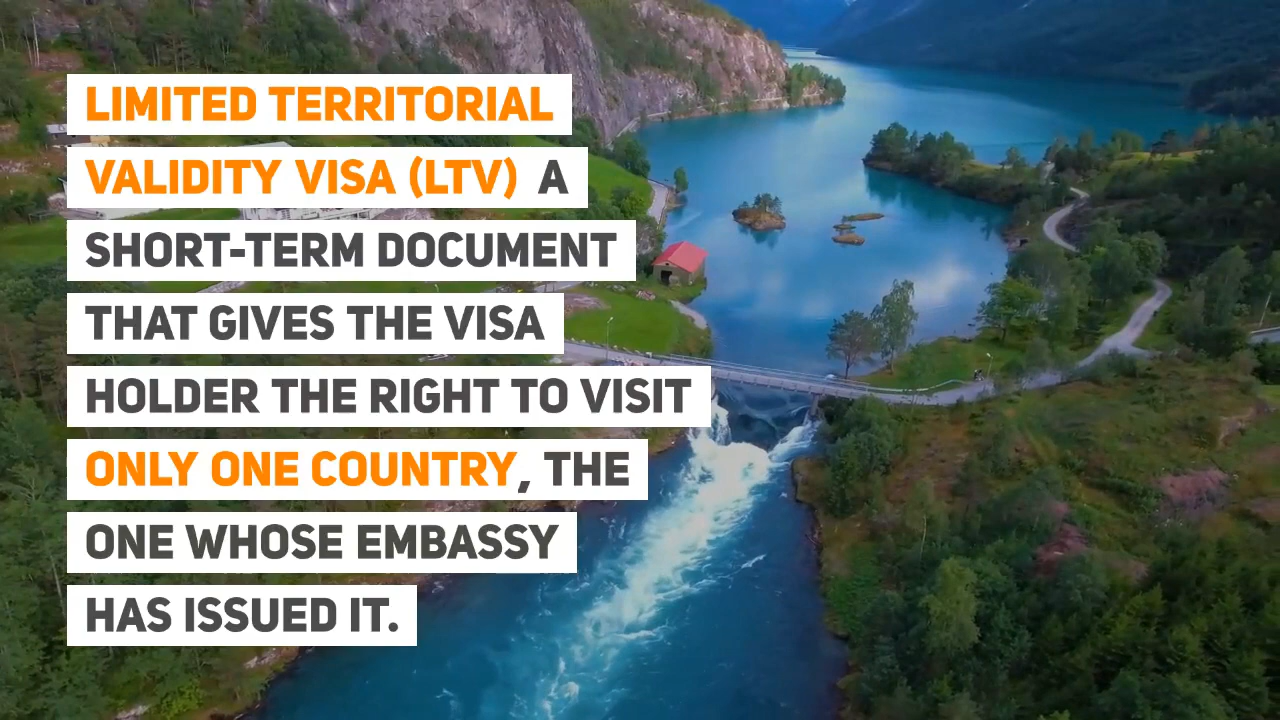 LIMITED TERRITORIAL
VALIDITY VISA (LTV) A
SHORT-TERM DOCUMENT
THAT GIVES THE VISA
HOLDER THE RIGHT TO VISIT
ONLY ONE COUNTRY, THE
ONE WHOSE EMBASSY
HAS ISSUED IT.